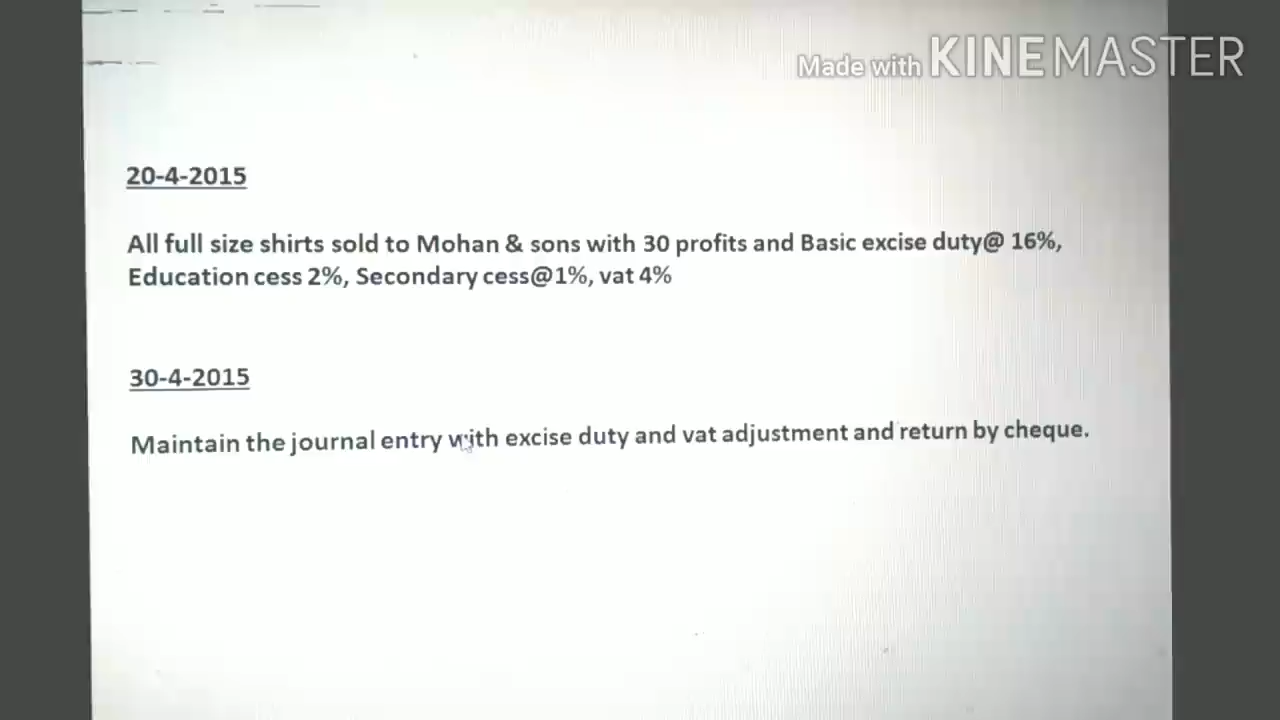 Made with KINEMASTER
20-4-2015
All full size shirts sold to Mohan & sons with 30 profits and Basic excise duty@ 16%,
Education cess 2%, Secondary cess@1%, vat 4%
30-4-2015
Maintain the journal entry with excise duty and vat adjustment and return by cheque.